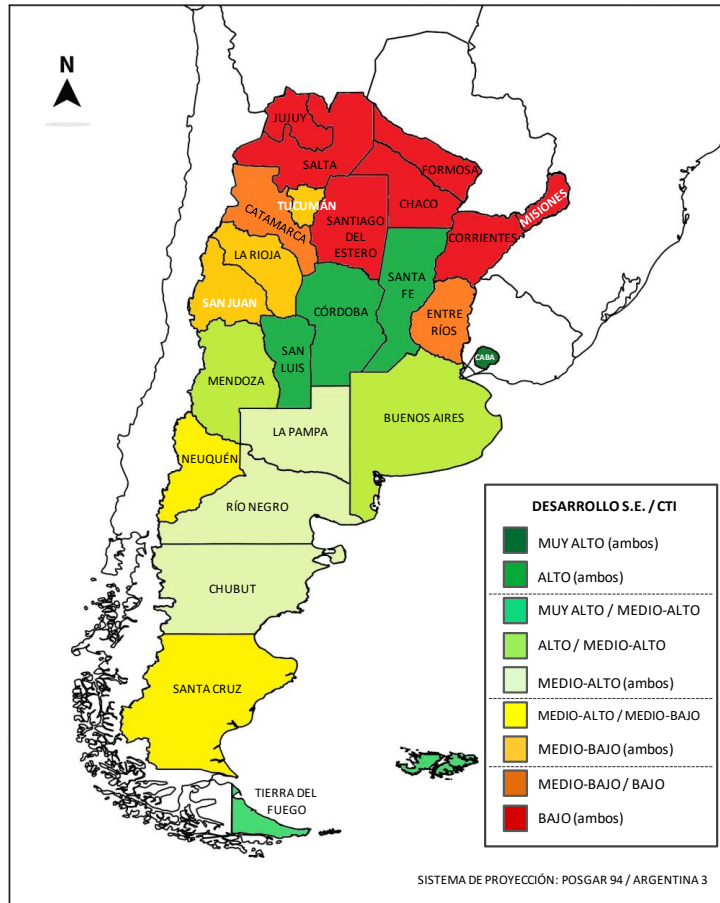 N
JUJUY
SALTA
FORMOSA
CHACO
MISIONES
TUCUMÁN
CATAMARCA
SANTIAGO
DEL
ESTERO
CORRIENTES
LA RIOJA
SANTA
FE
SAN JUAN
CÓRDOBA
ENTRE
RÍOS
SAN
LUIS
CABA
MENDOZA
BUENOS AIRES
LA PAMPA
NEUQUÉN
RÍO NEGRO
CHUBUT
SANTA CRUZ
TIERRA DEL
FUEGO
DESARROLLO S.E. / CTI
MUY ALTO (ambos)
ALTO (ambos)
MUY ALTO / MEDIO-ALTO
ALTO / MEDIO-ALTO
MEDIO-ALTO (ambos)
MEDIO-ALTO / MEDIO-BAJO
MEDIO-BAJO (ambos)
MEDIO-BAJO / BAJO
BAJO (ambos)
SISTEMA DE PROYECCIÓN: POSGAR 94 / ARGENTINA 3